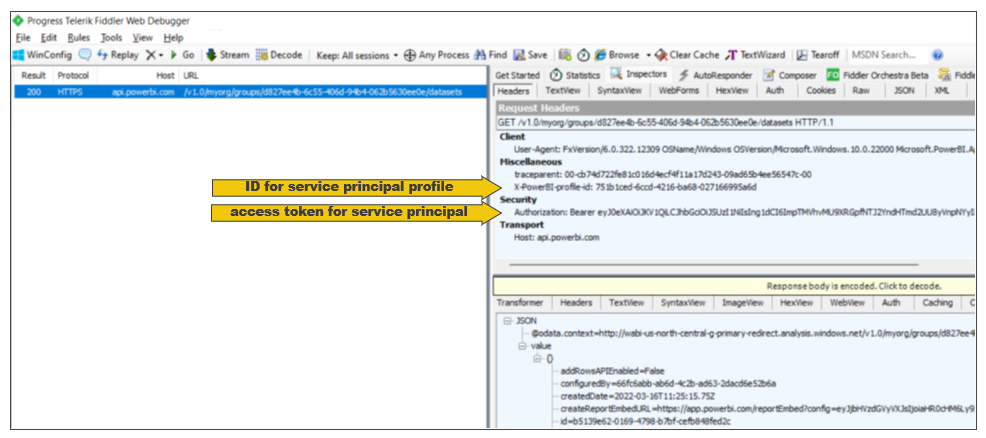 Progress Telerik Fiddler Web Debugger
File Edit Rules Tools View Help
WinConfig Replay Go Stream Decode Keep: All sessions Any Process Find Save Browse Clear Cache TextWizard Tearoff MSDN Search...
Result Protocol Host URL
200 HTTPS api.powerbi.com /v1.0/myorg/groups/d827ee4b-6c55-406d-94b4-062b5630ee0e/datasets
Get Started Statistics Inspectors AutoResponder Composer FO Fiddler Orchestra Beta Fiddle
Headers TextView SyntaxView WebForms HexView Auth Cookies Raw JSON XML
Request Headers
GET /v1.0/myorg/groups/d827ee4b-6c55-406d-94b4-062b5630ee0e/datasets HTTP/1.1
Client
User-Agent: FxVersion/6.0.322.12309 OSName/Windows OSVersion/Microsoft.Windows.10.0.22000 Microsoft.PowerBI.A
Miscellaneous
traceparent: 00-cb74d722fe81c016d4ecf4f11a17d243-09ad65b4ee56547c-00
ID for service principal profile
X-PowerBI-profile-id: 751b1ced-6ccd-4216-ba68-027166995a6d
Security
access token for service principal
Authorization: Bearer
Transport
Host: api.powerbi.com
Response body is encoded. Click to decode.
Transformer Headers TextView SyntaxView ImageView HexView WebView Auth Caching C
JSON
@odata.context=http://wabi-us-north-central-g-primary-redirect.analysis.windows.net/v1.0/myorg/groups/d827ee4
value
{}
addRowsAPIEnabled=False
configuredBy=66fc6abb-ab6d-4c2b-ad63-2dacd6e52b6a
createdDate=2022-03-16T11:25:15.75Z
createReportEmbedURL=https://app.powerbi.com/reportEmbed?config=
id=b5139e62-0169-4798-b7bf-cefb848fed2c